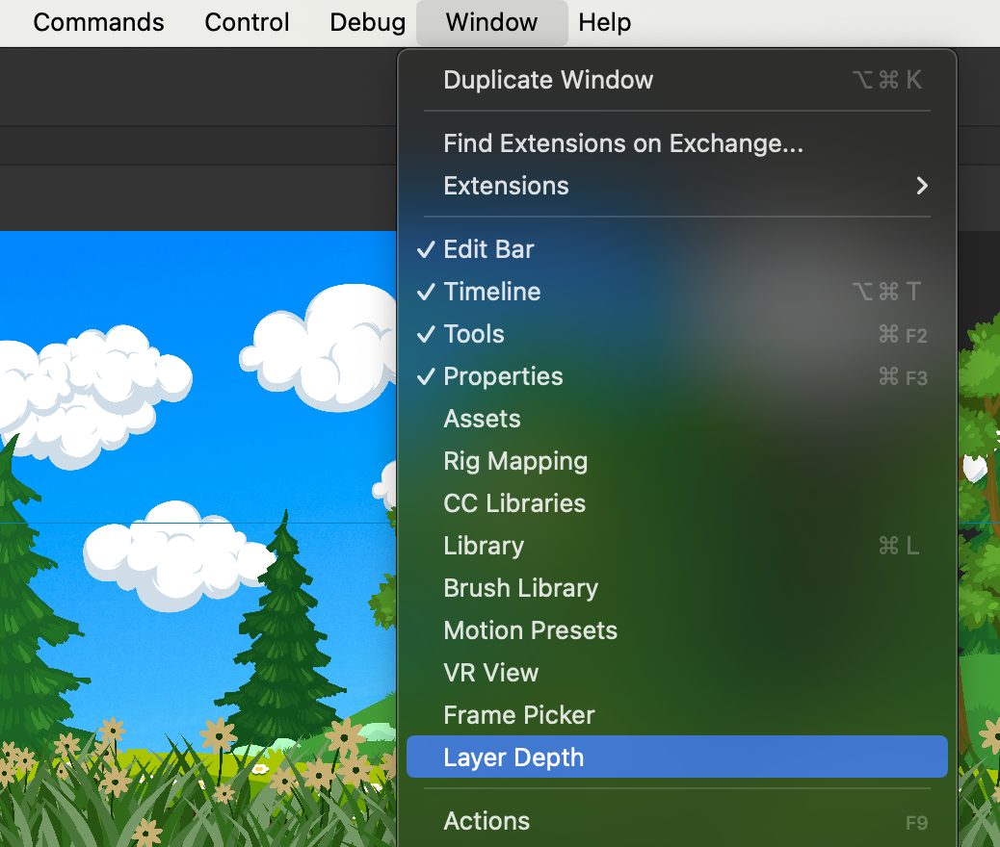 Commands Control Debug Window Help
Duplicate Window ⌥⌘K
Find Extensions on Exchange...
Extensions
Edit Bar
Timeline ⌥⌘T
Tools ⌘F2
Properties ⌘F3
Assets
Rig Mapping
CC Libraries
Library ⌘L
Brush Library
Motion Presets
VR View
Frame Picker
Layer Depth
Actions F9